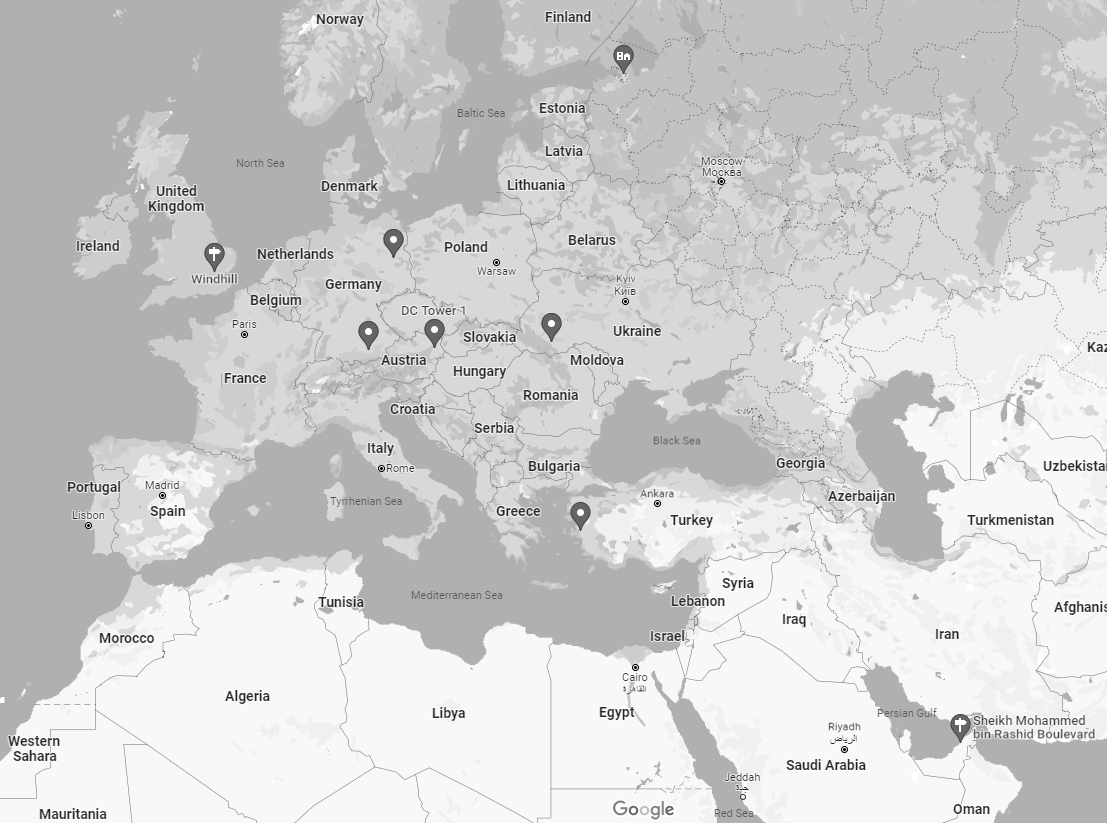 Norway
Finland
Estonia
Baltic Sea
Latvia
North Sea
Moscow
Москва
Denmark
Lithuania
United
Kingdom
Ireland
Netherlands
Poland
Belarus
Windhill
Warsaw
Germany
Kyiv
Київ
Belgium
DC Tower 1
Paris
Slovakia
Ukraine
Austria
Moldova
Kaz
France
Hungary
Romania
Croatia
Serbia
Italy
Black Sea
Rome
Bulgaria
Georgia
Uzbekista
Portugal
Madrid
Ankara
Azerbaijan
Tyrrhenian Sea
Lisbon
Spain
Greece
Turkey
Turkmenistan
Syria
Mediterranean Sea
Tunisia
Lebanon
Afghanis
Iraq
Morocco
Israel
Iran
Cairo
القاهرة
Algeria
Libya
Egypt
Persian Gulf
Sheikh Mohammed
bin Rashid Boulevard
Riyadh
الرياض
Western
Sahara
Saudi Arabia
Jeddah
جدة
Mauritania
Google
Red Sea
Oman